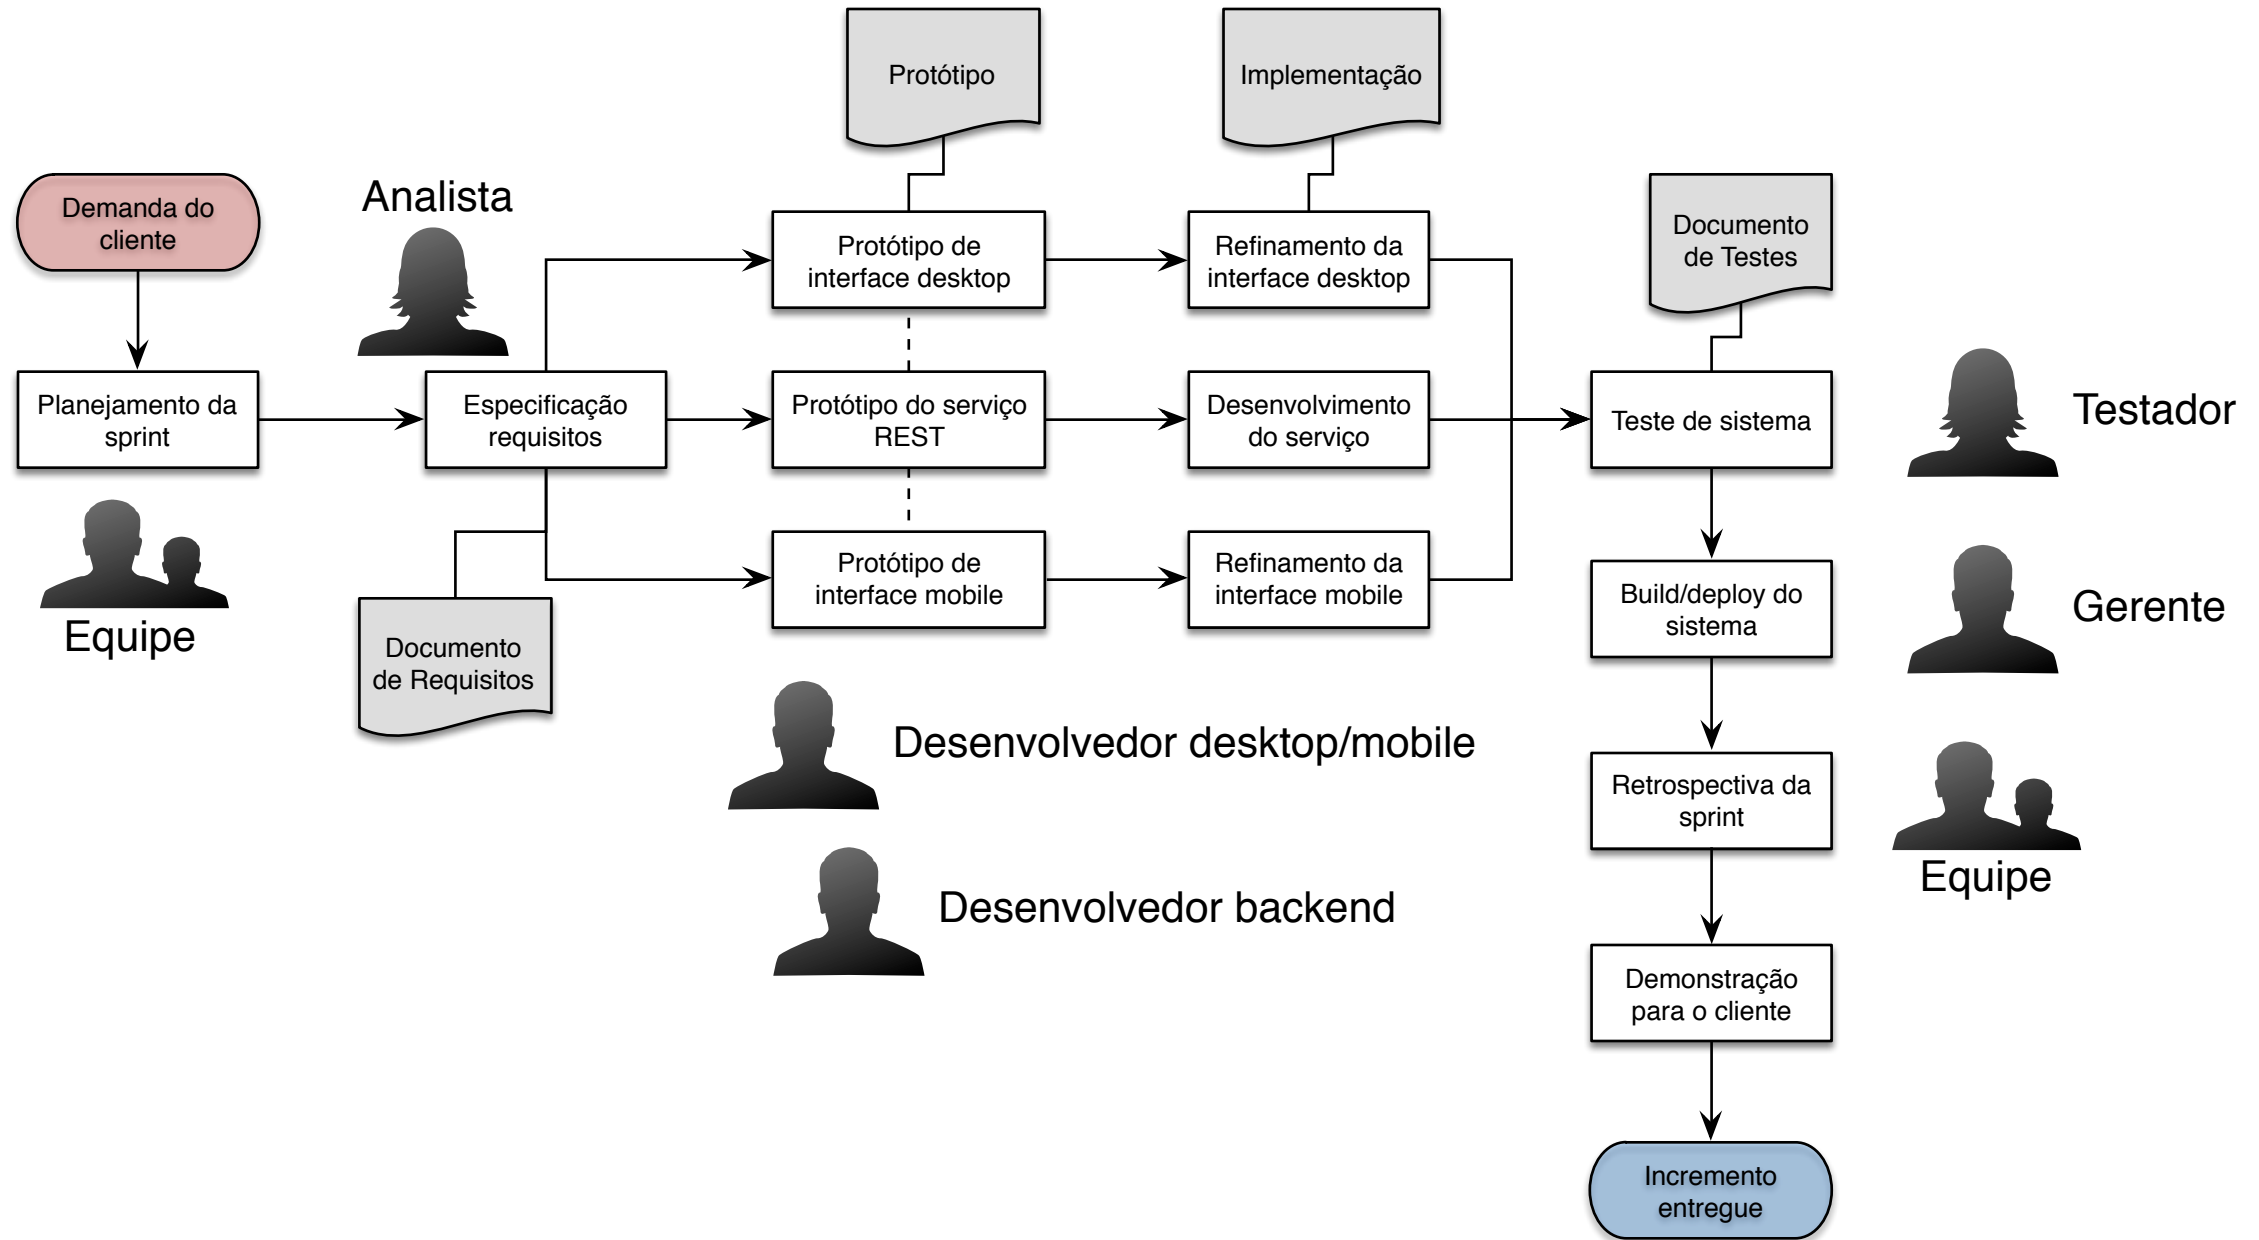 Protótipo
Implementação
Demanda do
cliente
Analista
Protótipo de
interface desktop
Refinamento da
interface desktop
Documento
de Testes
Planejamento da
sprint
Especificação
requisitos
Protótipo do serviço
REST
Desenvolvimento
do serviço
Teste de sistema
Testador
Equipe
Documento
de Requisitos
Protótipo de
interface mobile
Refinamento da
interface mobile
Build/deploy do
sistema
Gerente
Desenvolvedor desktop/mobile
Retrospectiva da
sprint
Equipe
Desenvolvedor backend
Demonstração
para o cliente
Incremento
entregue